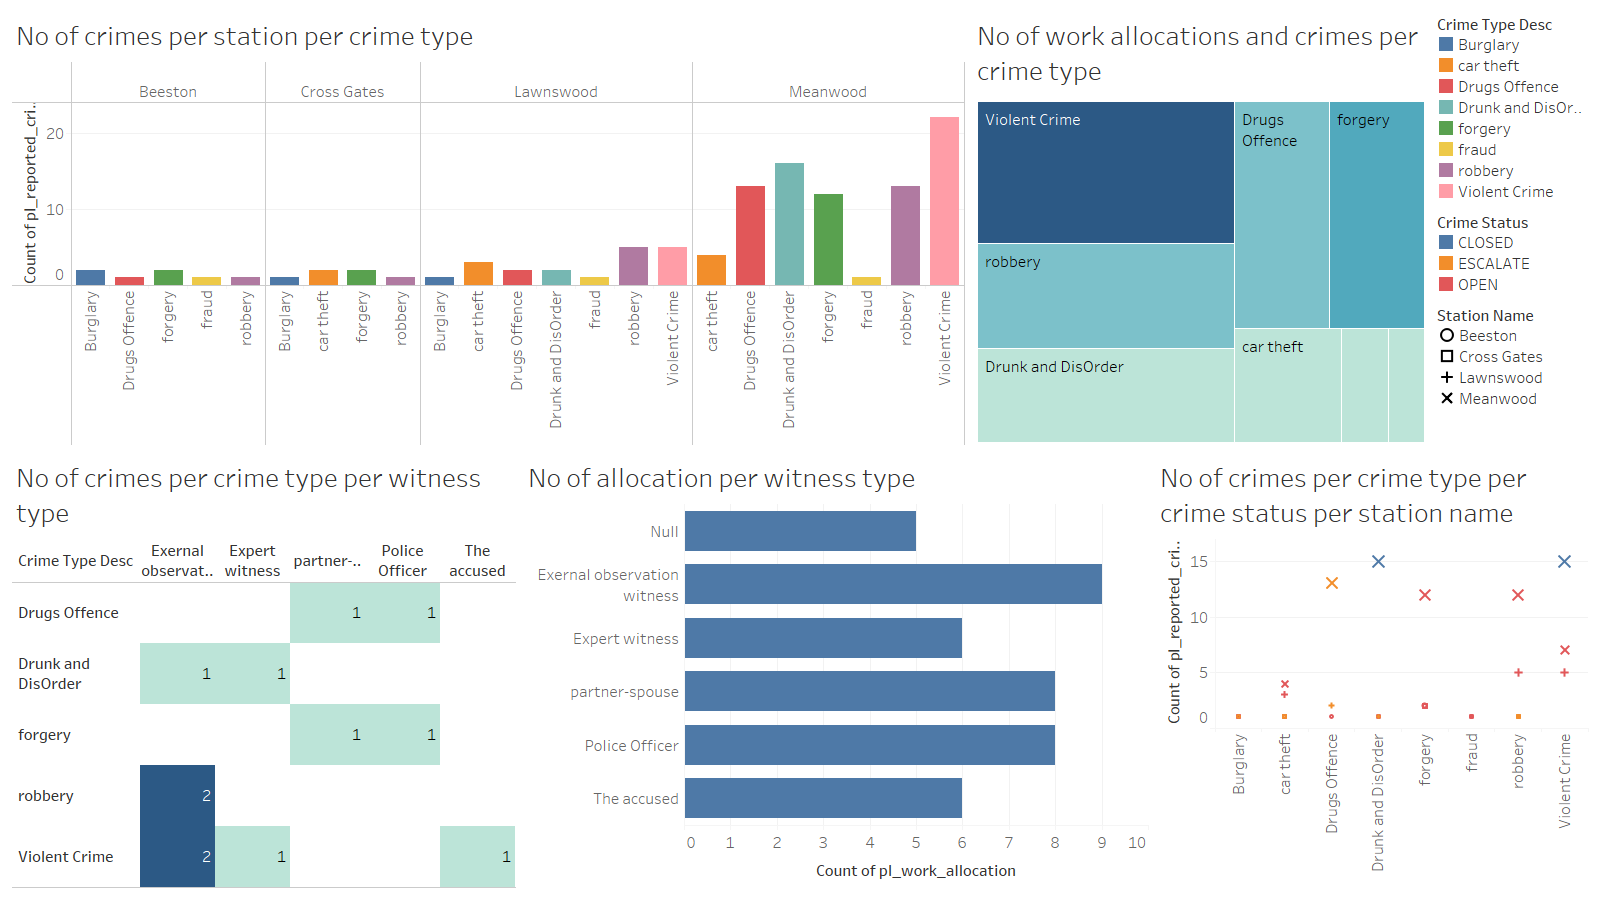 No of crimes per station per crime type
Beeston
Cross Gates
Lawnswood
Meanwood
Count of pl_reported_cri..
20
10
0
Burglary
Drugs Offence
forgery
fraud
robbery
Burglary
car theft
forgery
robbery
Burglary
car theft
Drugs Offence
Drunk and DisOrder
fraud
robbery
Violent Crime
car theft
Drugs Offence
Drunk and DisOrder
forgery
fraud
robbery
Violent Crime
No of work allocations and crimes per
crime type
Violent Crime
Drugs
Offence
forgery
robbery
Drunk and DisOrder
car theft
Crime Type Desc
Burglary
car theft
Drugs Offence
Drunk and DisOr..
forgery
fraud
robbery
Violent Crime
Crime Status
CLOSED
ESCALATE
OPEN
Station Name
Beeston
Cross Gates
Lawnswood
Meanwood
No of crimes per crime type per witness
type
Crime Type Desc
Exernal
observat..
Expert
witness
partner-..
Police
Officer
The
accused
Drugs Offence
1
1
Drunk and
DisOrder
1
1
forgery
1
1
robbery
2
Violent Crime
2
1
1
No of allocation per witness type
Null
Exernal observation
witness
Expert witness
partner-spouse
Police Officer
The accused
0 1 2 3 4 5 6 7 8 9 10
Count of pl_work_allocation
No of crimes per crime type per
crime status per station name
Count of pl_reported_cri..
15
10
5
0
Burglary
car theft
Drugs Offence
Drunk and DisOrder
forgery
fraud
robbery
Violent Crime